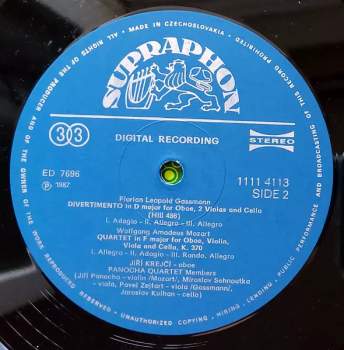 MADE IN CZECHOSLOVAKIA
ALL RIGHTS OF THE PRODUCER AND OF THE OWNER OF THE WORK REPRODUCED RESERVED. UNAUTHORIZED COPYING - HIRING - LENDING - PUBLIC PERFORMANCE AND BROADCASTING OF THIS RECORD PROHIBITED
SUPRAPHON
33
DIGITAL RECORDING
STEREO
ED 7696
1111 4113
Ⓟ 1987
SIDE 2
Florian Leopold Gassmann
DIVERTIMENTO in D major for Oboe, 2 Violas and Cello
(Hill 486)
I. Adagio - II. Allegro - III. Allegro
Wolfgang Amadeus Mozart
QUARTET in F major for Oboe, Violin,
Viola and Cello, K. 370
I. Allegro - II. Adagio - III. Rondo. Allegro
JIŘÍ KREJČÍ - oboe
PANOCHA QUARTET Members
(Jiří Panocha - violin /Mozart/, Miroslav Sehnoutka
- viola, Pavel Zejfart - viola /Gassmann/,
Jaroslav Kulhan - cello)